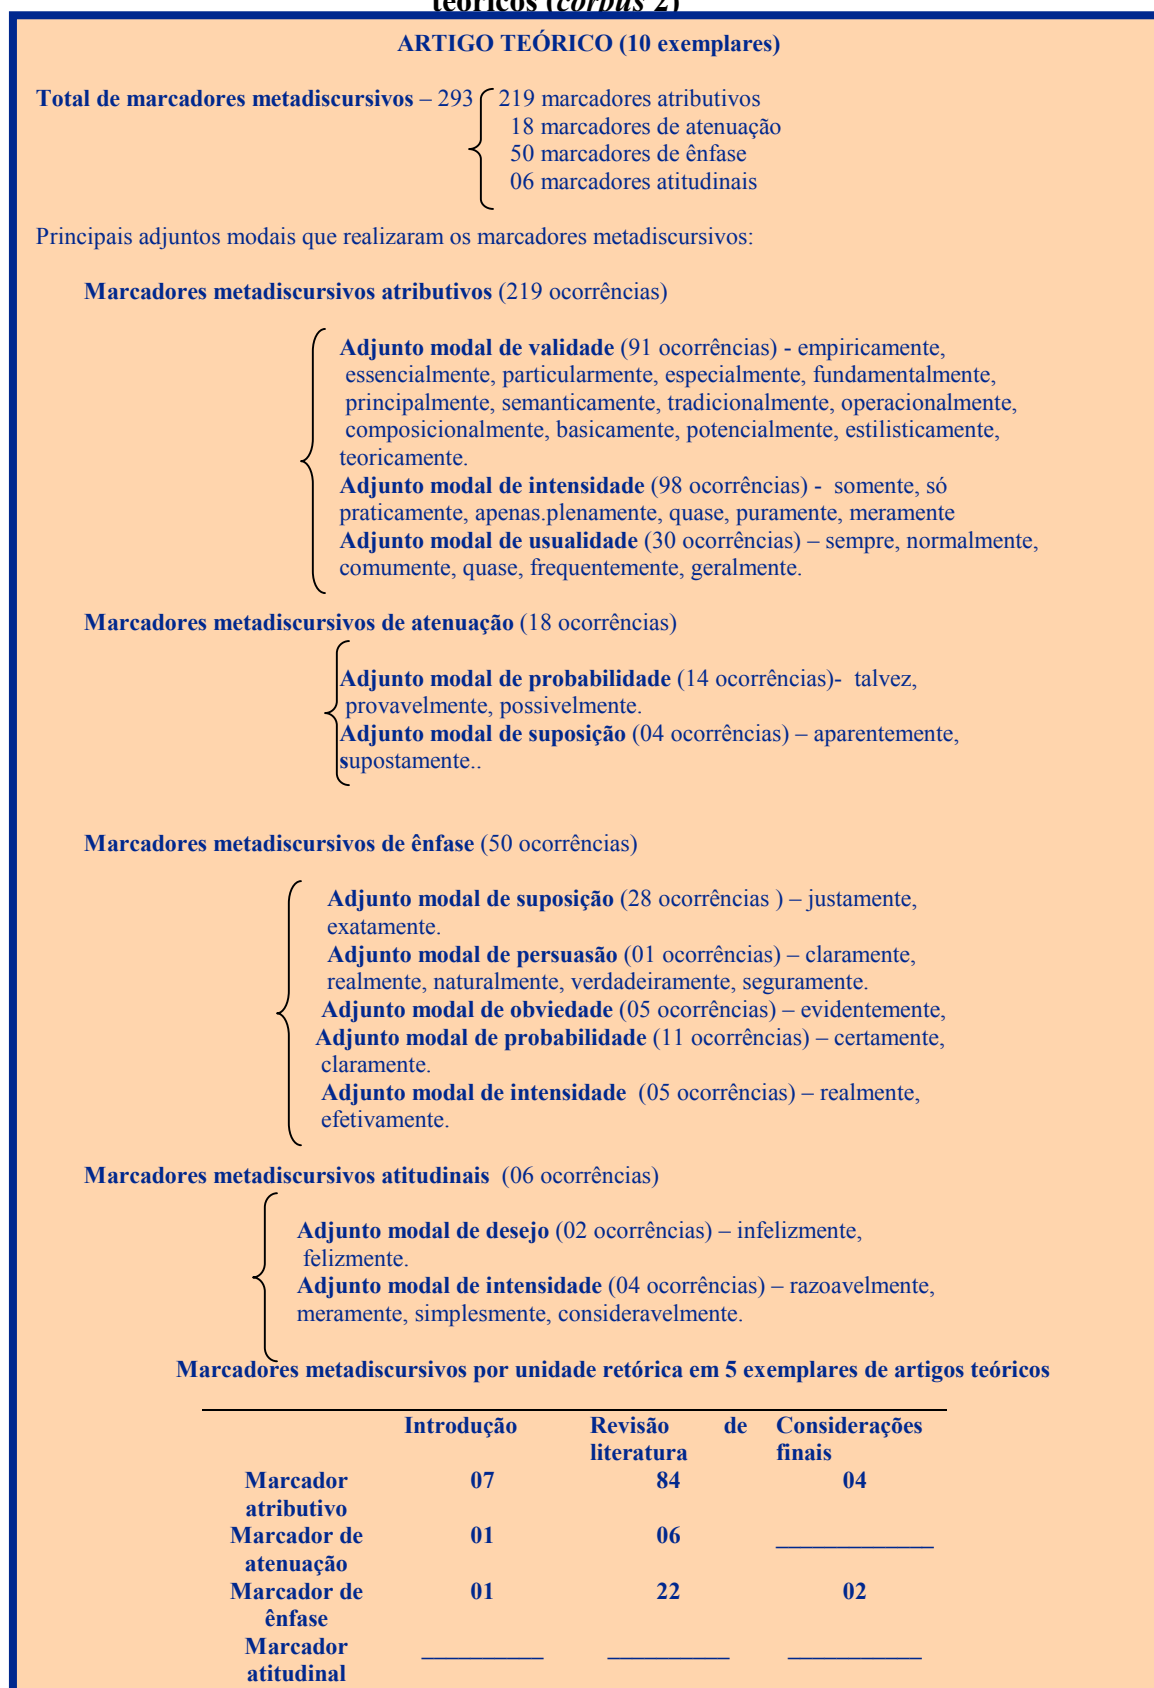 teóricos (corpus 2)
ARTIGO TEÓRICO (10 exemplares)
Total de marcadores metadiscursivos – 293 219 marcadores atributivos
18 marcadores de atenuação
50 marcadores de ênfase
06 marcadores atitudinais
Principais adjuntos modais que realizaram os marcadores metadiscursivos:
Marcadores metadiscursivos atributivos (219 ocorrências)
Adjunto modal de validade (91 ocorrências) - empiricamente,
essencialmente, particularmente, especialmente, fundamentalmente,
principalmente, semanticamente, tradicionalmente, operacionalmente,
composicionalmente, basicamente, potencialmente, estilisticamente,
teoricamente.
Adjunto modal de intensidade (98 ocorrências) - somente, só
praticamente, apenas.plenamente, quase, puramente, meramente
Adjunto modal de usualidade (30 ocorrências) – sempre, normalmente,
comumente, quase, frequentemente, geralmente.
Marcadores metadiscursivos de atenuação (18 ocorrências)
Adjunto modal de probabilidade (14 ocorrências)- talvez,
provavelmente, possivelmente.
Adjunto modal de suposição (04 ocorrências) – aparentemente,
supostamente..
Marcadores metadiscursivos de ênfase (50 ocorrências)
Adjunto modal de suposição (28 ocorrências ) – justamente,
exatamente.
Adjunto modal de persuasão (01 ocorrências) – claramente,
realmente, naturalmente, verdadeiramente, seguramente.
Adjunto modal de obviedade (05 ocorrências) – evidentemente,
Adjunto modal de probabilidade (11 ocorrências) – certamente,
claramente.
Adjunto modal de intensidade (05 ocorrências) – realmente,
efetivamente.
Marcadores metadiscursivos atitudinais (06 ocorrências)
Adjunto modal de desejo (02 ocorrências) – infelizmente,
felizmente.
Adjunto modal de intensidade (04 ocorrências) – razoavelmente,
meramente, simplesmente, consideravelmente.
Marcadores metadiscursivos por unidade retórica em 5 exemplares de artigos teóricos
Introdução Revisão de Considerações
literatura finais
Marcador 07 84 04
atributivo
Marcador de 01 06
atenuação
Marcador de 01 22 02
ênfase
Marcador
atitudinal